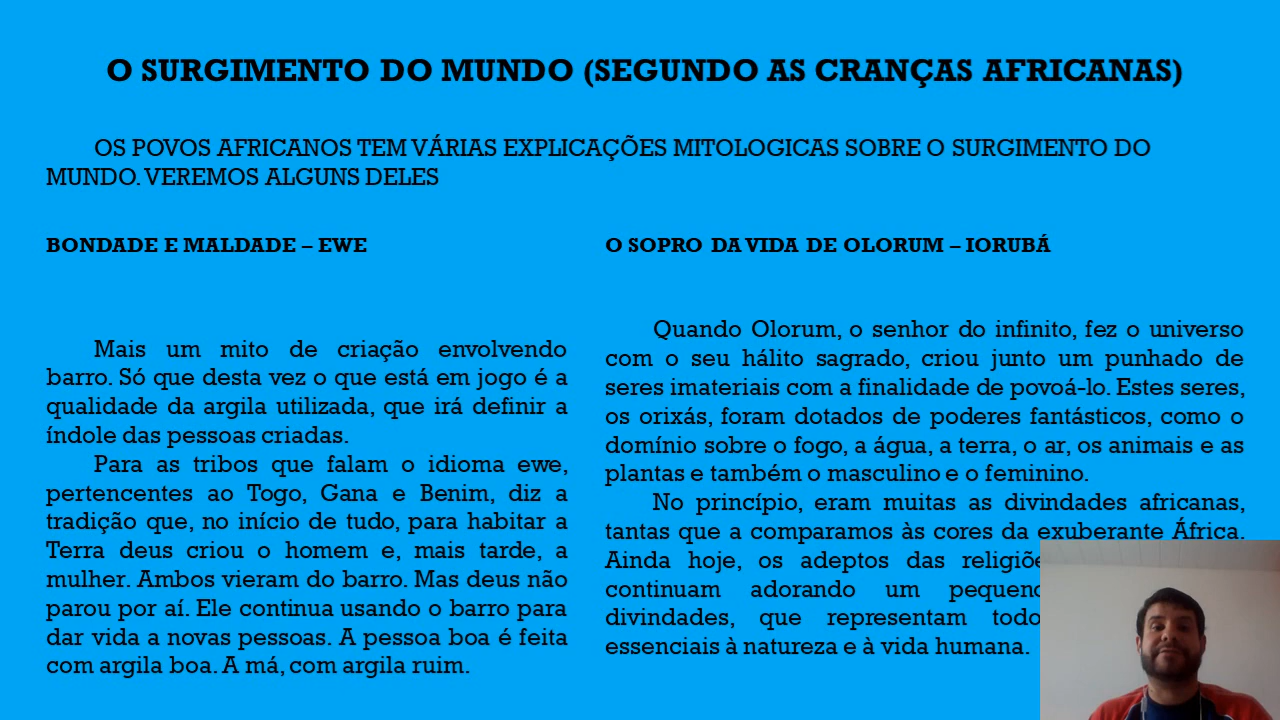 O SURGIMENTO DO MUNDO (SEGUNDO AS CRANÇAS AFRICANAS)
OS POVOS AFRICANOS TEM VÁRIAS EXPLICAÇÕES MITOLOGICAS SOBRE O SURGIMENTO DO
MUNDO. VEREMOS ALGUNS DELES
BONDADE E MALDADE – EWE
Mais um mito de criação envolvendo
barro. Só que desta vez o que está em jogo é a
qualidade da argila utilizada, que irá definir a
índole das pessoas criadas.
Para as tribos que falam o idioma ewe,
pertencentes ao Togo, Gana e Benim, diz a
tradição que, no início de tudo, para habitar a
Terra deus criou o homem e, mais tarde, a
mulher. Ambos vieram do barro. Mas deus não
parou por aí. Ele continua usando o barro para
dar vida a novas pessoas. A pessoa boa é feita
com argila boa. A má, com argila ruim.
O SOPRO DA VIDA DE OLORUM – IORUBÁ
Quando Olorum, o senhor do infinito, fez o universo
com o seu hálito sagrado, criou junto um punhado de
seres imateriais com a finalidade de povoá-lo. Estes seres,
os orixás, foram dotados de poderes fantásticos, como o
domínio sobre o fogo, a água, a terra, o ar, os animais e as
plantas e também o masculino e o feminino.
No princípio, eram muitas as divindades africanas,
tantas que a comparamos às cores da exuberante África.
Ainda hoje, os adeptos das
continuam adorando um
divindades, que representam
essenciais à natureza e à vida humana.